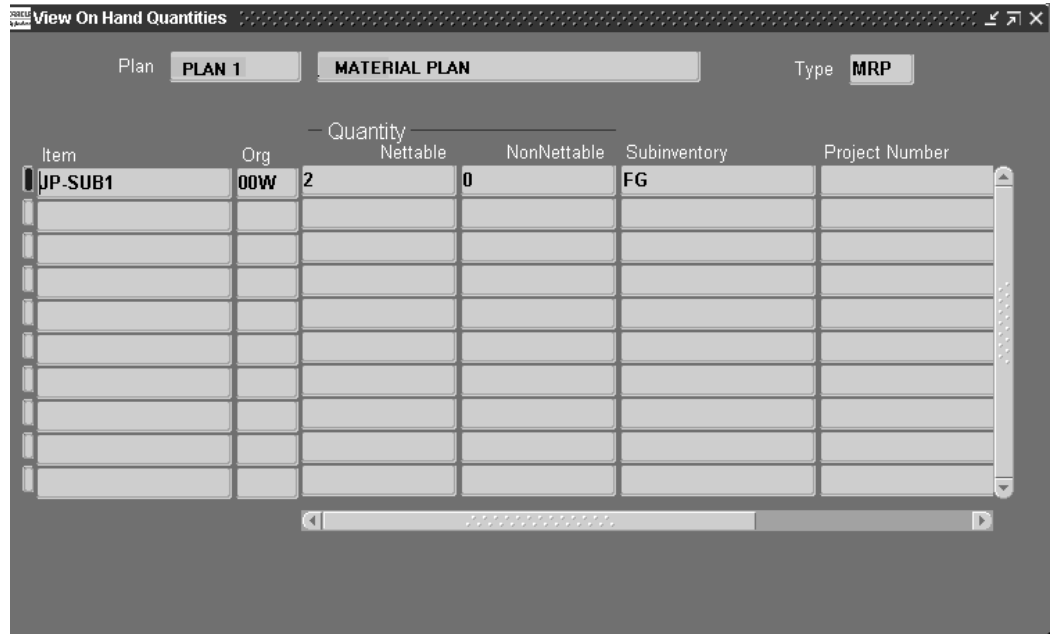 View On Hand Quantities
Plan PLAN 1 MATERIAL PLAN Type MRP
Quantity
Item Org Nettable NonNettable Subinventory Project Number
JP-SUB1 00W 2 0 FG